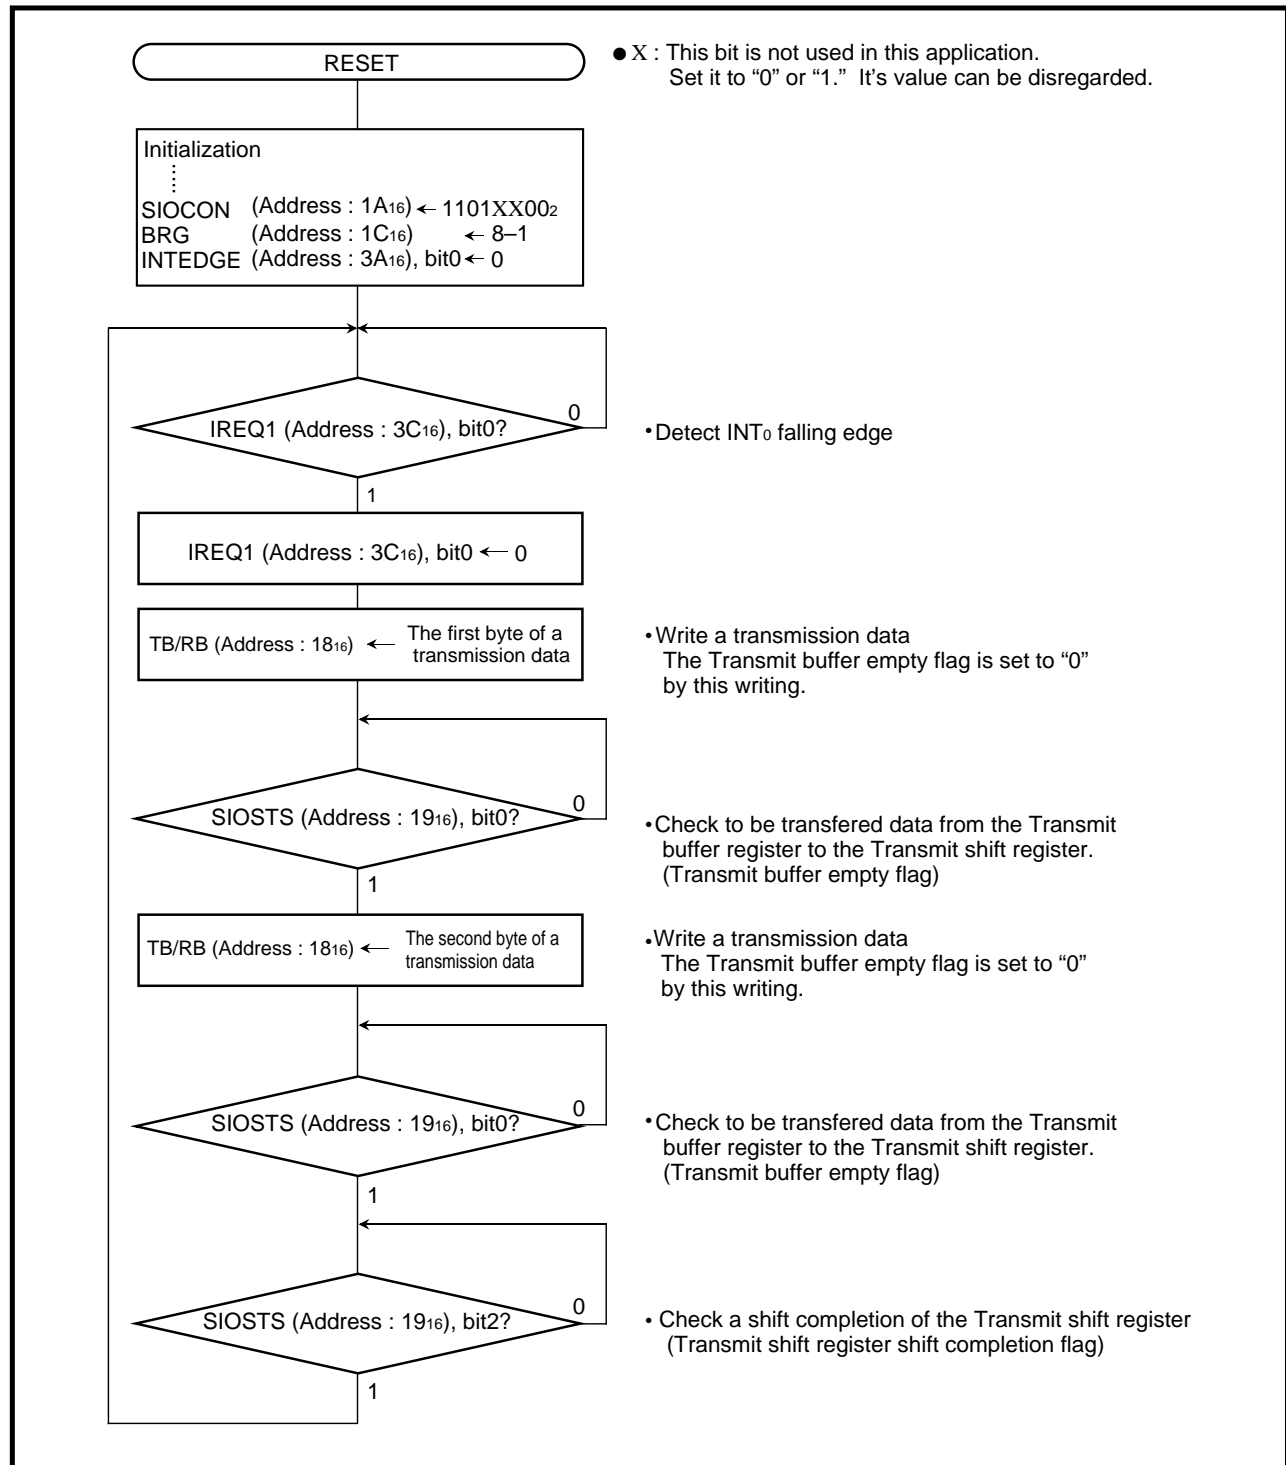 RESET
● X : This bit is not used in this application.
Set it to “0” or “1.” It’s value can be disregarded.
Initialization
SIOCON (Address : 1A16) ← 1101XX002
BRG (Address : 1C16) ← 8–1
INTEDGE (Address : 3A16), bit0 ← 0
IREQ1 (Address : 3C16), bit0?
0
• Detect INT0 falling edge
1
IREQ1 (Address : 3C16), bit0 ← 0
TB/RB (Address : 1816) ← The first byte of a
transmission data
• Write a transmission data
The Transmit buffer empty flag is set to “0”
by this writing.
SIOSTS (Address : 1916), bit0?
0
• Check to be transfered data from the Transmit
buffer register to the Transmit shift register.
(Transmit buffer empty flag)
1
TB/RB (Address : 1816) ← The second byte of a
transmission data
• Write a transmission data
The Transmit buffer empty flag is set to “0”
by this writing.
SIOSTS (Address : 1916), bit0?
0
• Check to be transfered data from the Transmit
buffer register to the Transmit shift register.
(Transmit buffer empty flag)
1
SIOSTS (Address : 1916), bit2?
0
• Check a shift completion of the Transmit shift register
(Transmit shift register shift completion flag)
1